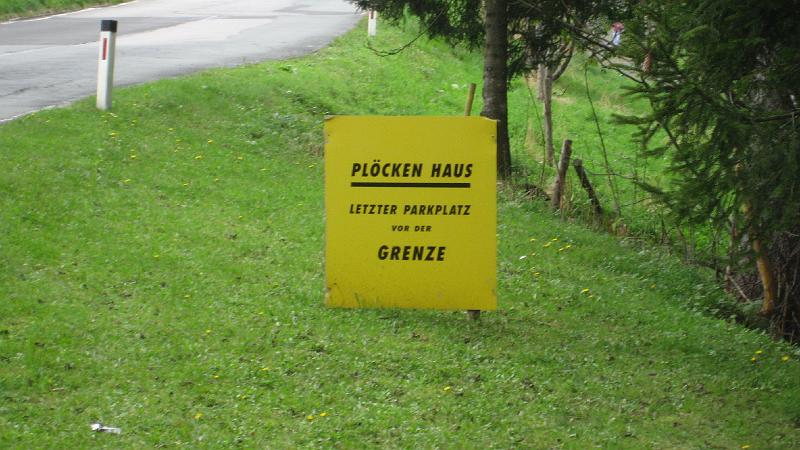 PLÖCKEN HAUS
LETZTER PARKPLATZ
VOR DER
GRENZE